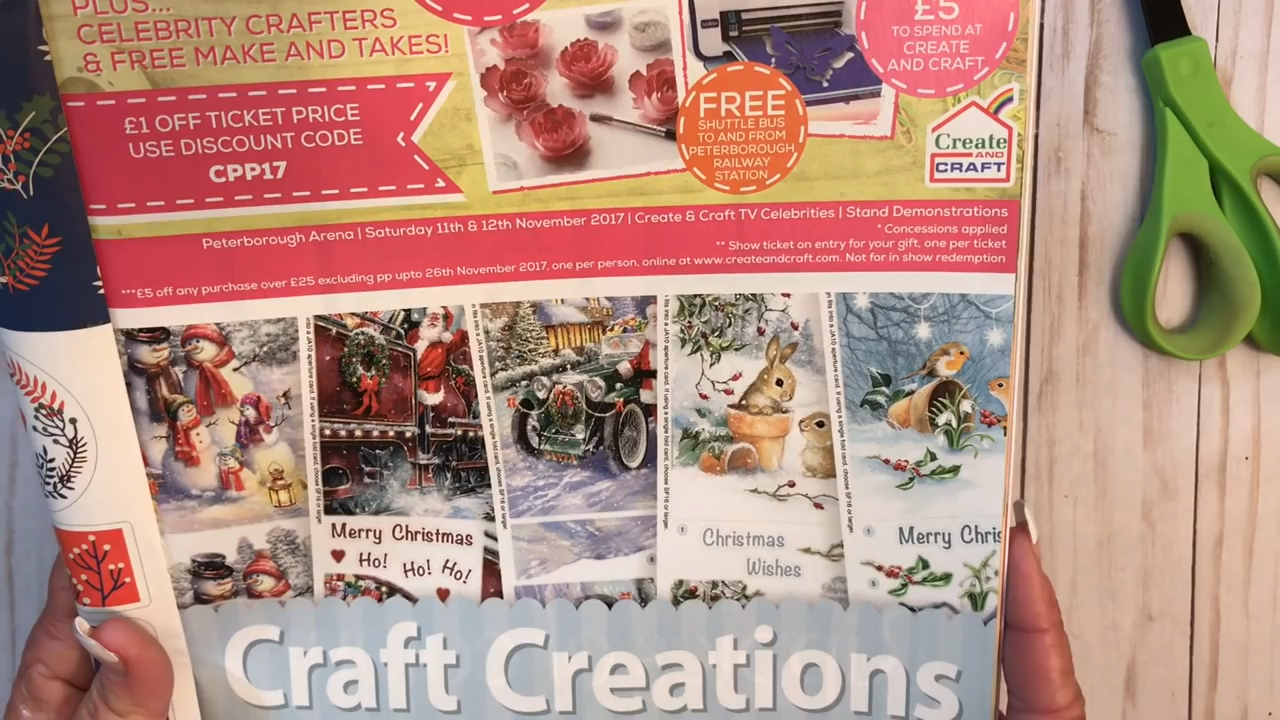 PLUS...
CELEBRITY CRAFTERS
& FREE MAKE AND TAKES!
£1 OFF TICKET PRICE
USE DISCOUNT CODE
CPP17
£5
TO SPEND AT
CREATE
AND CRAFT
FREE
SHUTTLE BUS
TO AND FROM
PETERBOROUGH
RAILWAY
STATION
Create
AND
CRAFT
Peterborough Arena | Saturday 11th & 12th November 2017 | Create & Craft TV Celebrities | Stand Demonstrations
* Concessions applied
** Show ticket on entry for your gift, one per ticket
***£5 off any purchase over £25 excluding pp upto 26th November 2017, one per person, online at www.createandcraft.com. Not for in show redemption
Merry Christmas
Ho! Ho! Ho!
Christmas
Wishes
Merry Chris
Craft Creations